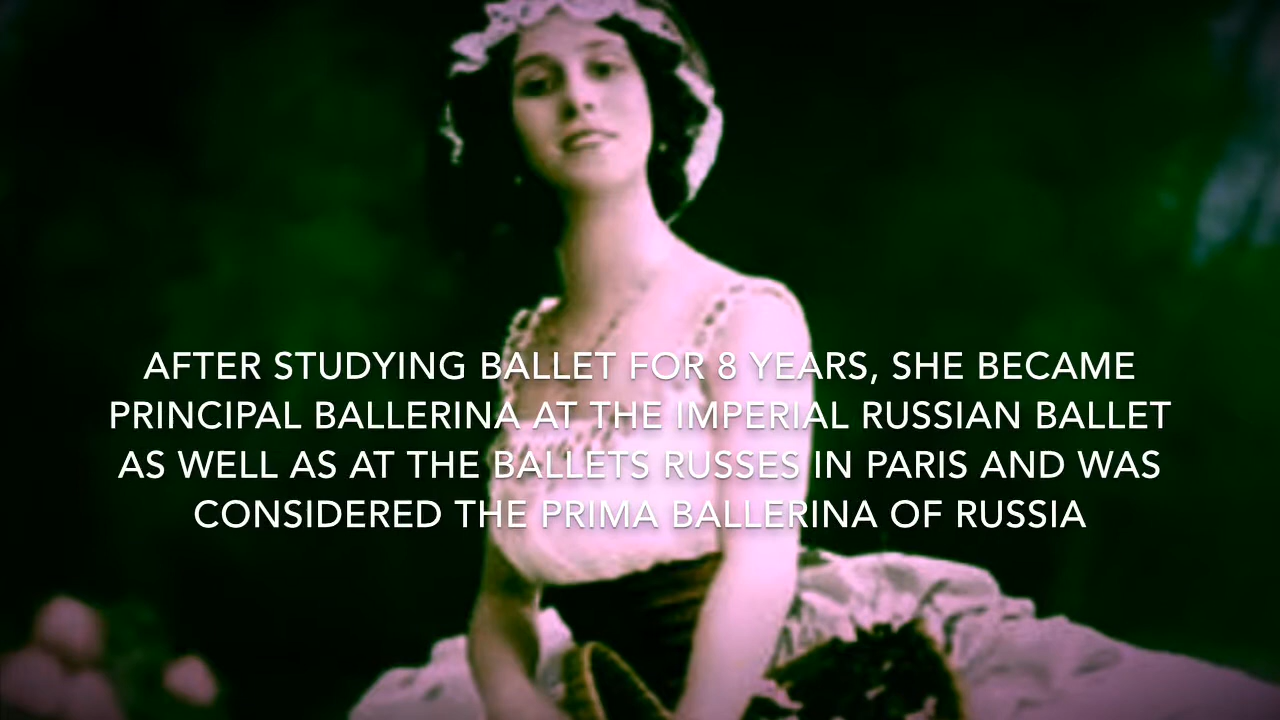 AFTER STUDYING BALLET FOR 8 YEARS, SHE BECAME
PRINCIPAL BALLERINA AT THE IMPERIAL RUSSIAN BALLET
AS WELL AS AT THE BALLETS RUSSES IN PARIS AND WAS
CONSIDERED THE PRIMA BALLERINA OF RUSSIA